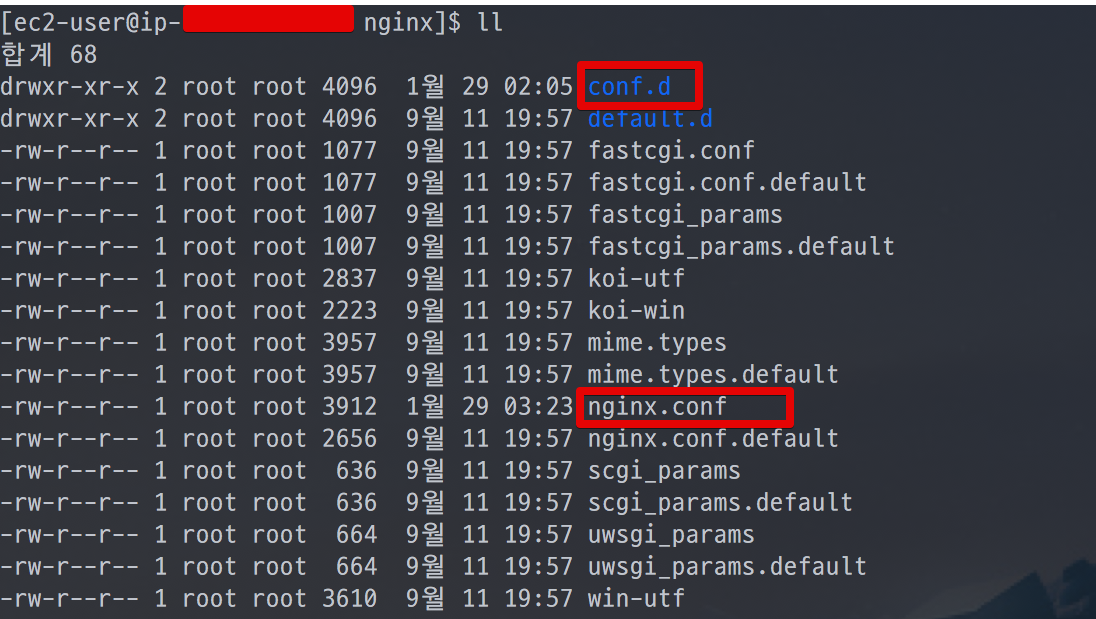 [ec2-user@ip- nginx]$ ll
합계 68
drwxr-xr-x 2 root root 4096  1월 29 02:05 conf.d
drwxr-xr-x 2 root root 4096  9월 11 19:57 default.d
-rw-r--r-- 1 root root 1077  9월 11 19:57 fastcgi.conf
-rw-r--r-- 1 root root 1077  9월 11 19:57 fastcgi.conf.default
-rw-r--r-- 1 root root 1007  9월 11 19:57 fastcgi_params
-rw-r--r-- 1 root root 1007  9월 11 19:57 fastcgi_params.default
-rw-r--r-- 1 root root 2837  9월 11 19:57 koi-utf
-rw-r--r-- 1 root root 2223  9월 11 19:57 koi-win
-rw-r--r-- 1 root root 3957  9월 11 19:57 mime.types
-rw-r--r-- 1 root root 3957  9월 11 19:57 mime.types.default
-rw-r--r-- 1 root root 3912  1월 29 03:23 nginx.conf
-rw-r--r-- 1 root root 2656  9월 11 19:57 nginx.conf.default
-rw-r--r-- 1 root root  636  9월 11 19:57 scgi_params
-rw-r--r-- 1 root root  636  9월 11 19:57 scgi_params.default
-rw-r--r-- 1 root root  664  9월 11 19:57 uwsgi_params
-rw-r--r-- 1 root root  664  9월 11 19:57 uwsgi_params.default
-rw-r--r-- 1 root root 3610  9월 11 19:57 win-utf